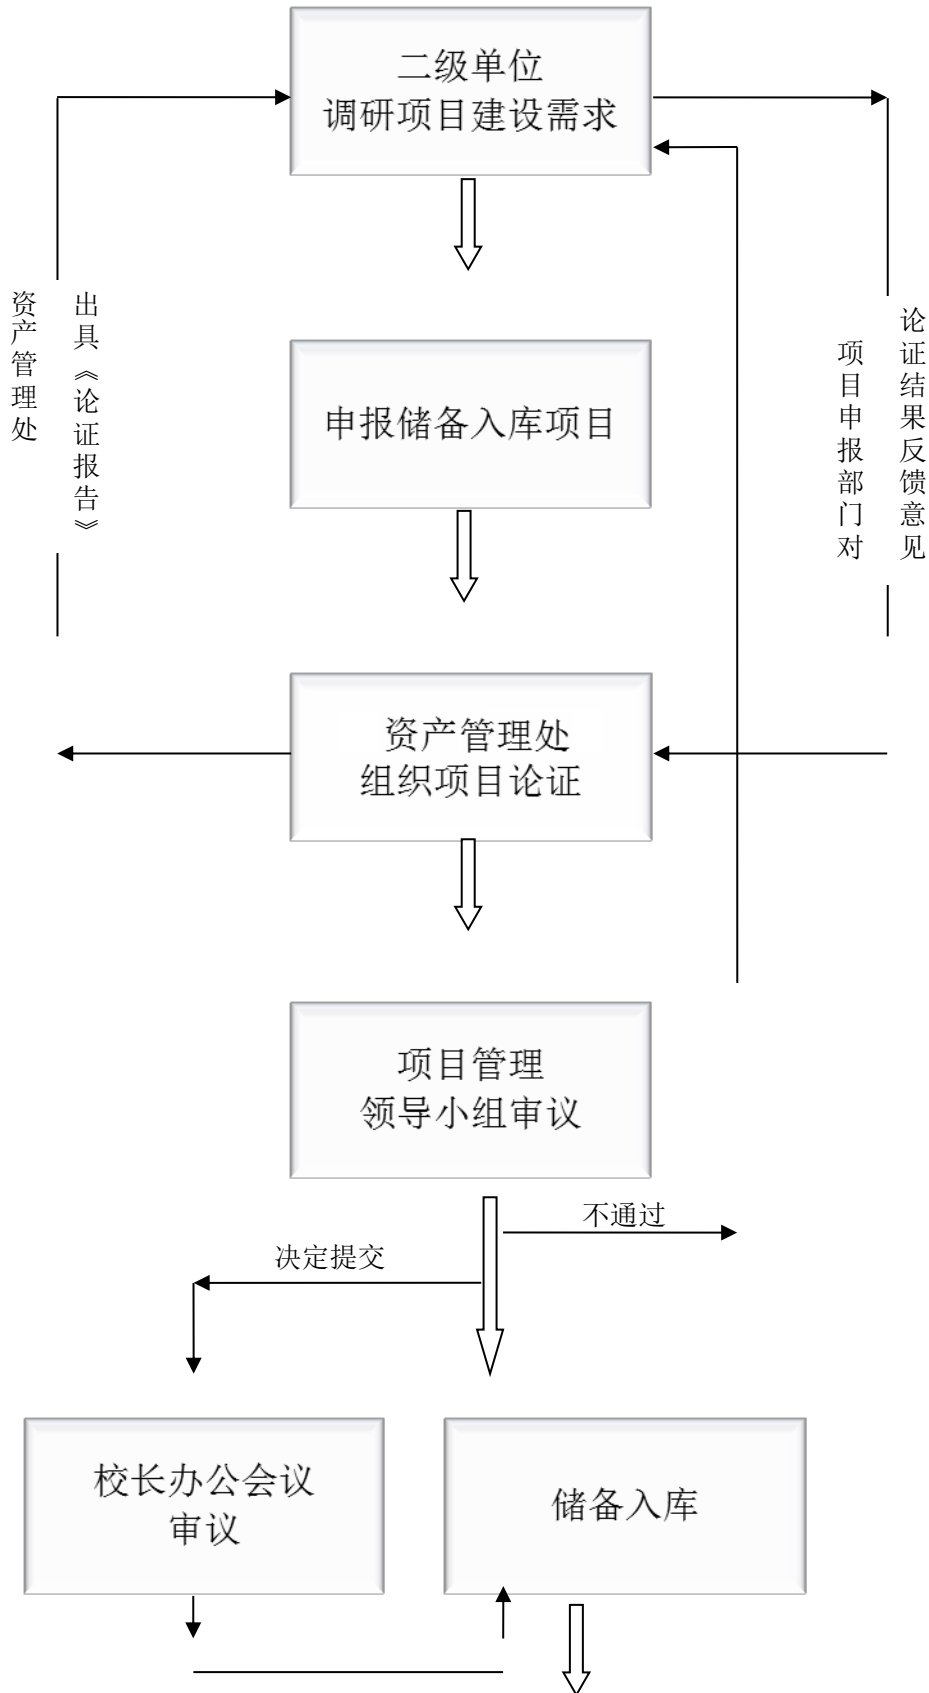 二级单位
调研项目建设需求
资产管理处
出具《论证报告》
项目申报部门对
论证结果反馈意见
申报储备入库项目
资产管理处
组织项目论证
项目管理
领导小组审议
不通过
决定提交
校长办公会议
审议
储备入库